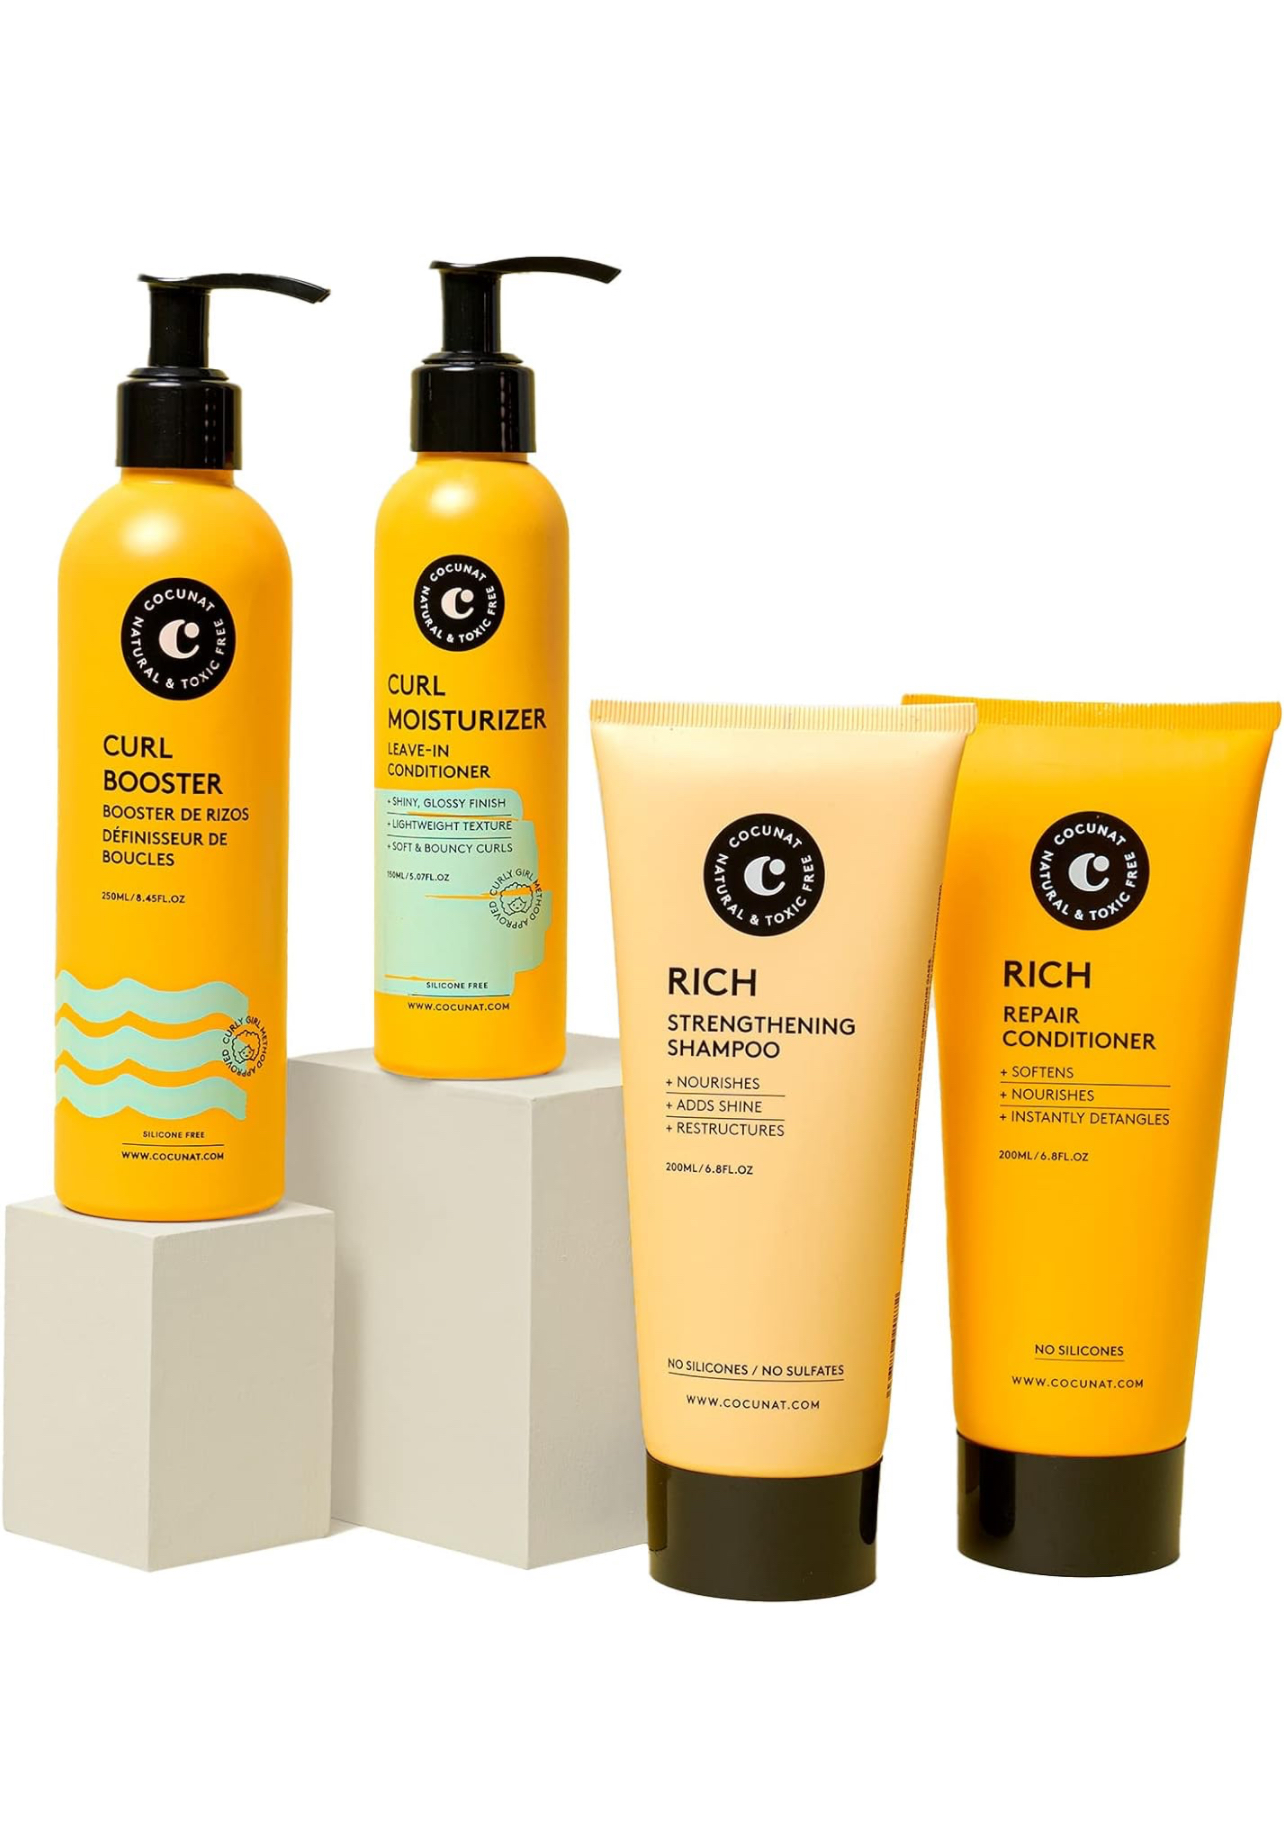 COCUNAT
NATURAL & TOXIC FREE
c
CURL
BOOSTER
BOOSTER DE RIZOS
DÉFINISSEUR DE
BOUCLES
250ML/8.45FL.OZ
CURLY GIRL METHOD APPROVED
SILICONE FREE
WWW.COCUNAT.COM
COCUNAT
NATURAL & TOXIC FREE
c
CURL
MOISTURIZER
LEAVE-IN
CONDITIONER
+ SHINY, GLOSSY FINISH
+ LIGHTWEIGHT TEXTURE
+ SOFT & BOUNCY CURLS
150ML/5.07FL.OZ
CURLY GIRL METHOD APPROVED
SILICONE FREE
WWW.COCUNAT.COM
COCUNAT
NATURAL & TOXIC FREE
c
RICH
STRENGTHENING
SHAMPOO
+ NOURISHES
+ ADDS SHINE
+ RESTRUCTURES
200ML/6.8FL.OZ
NO SILICONES / NO SULFATES
WWW.COCUNAT.COM
COCUNAT
NATURAL & TOXIC FREE
c
RICH
REPAIR
CONDITIONER
+ SOFTENS
+ NOURISHES
+ INSTANTLY DETANGLES
200ML/6.8FL.OZ
NO SILICONES
WWW.COCUNAT.COM